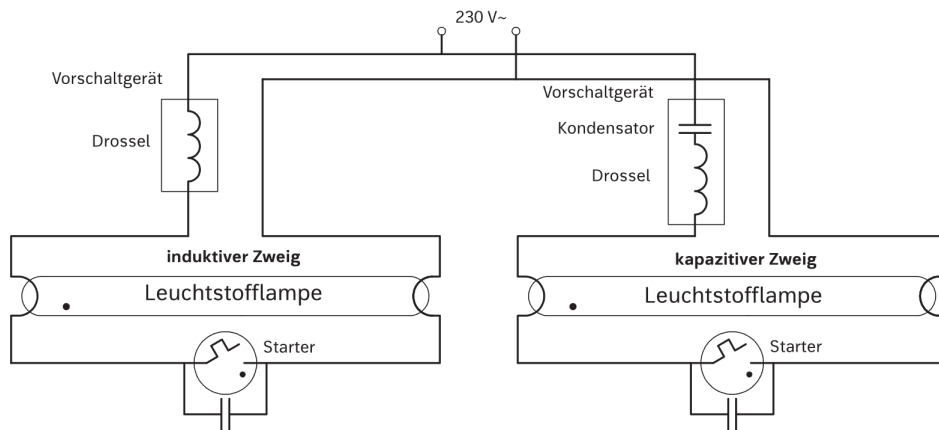 230 V~
Vorschaltgerät
Drossel
Vorschaltgerät
Kondensator
Drossel
induktiver Zweig
Leuchtstofflampe
Starter
kapazitiver Zweig
Leuchtstofflampe
Starter